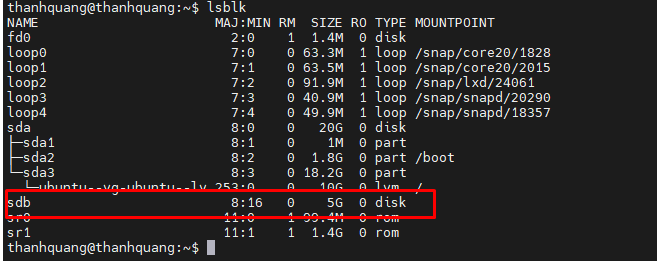 thanhquang@thanhquang:~$ lsblk
NAME MAJ:MIN RM SIZE RO TYPE MOUNTPOINT
fd0 2:0 1 1.4M 0 disk
loop0 7:0 0 63.3M 1 loop /snap/core20/1828
loop1 7:1 0 63.5M 1 loop /snap/core20/2015
loop2 7:2 0 91.9M 1 loop /snap/lxd/24061
loop3 7:3 0 40.9M 1 loop /snap/snapd/20290
loop4 7:4 0 49.9M 1 loop /snap/snapd/18357
sda 8:0 0 20G 0 disk
├─sda1 8:1 0 1M 0 part
├─sda2 8:2 0 1.8G 0 part /boot
└─sda3 8:3 0 18.2G 0 part
└─ubuntu--vg-ubuntu--lv 253:0 0 10G 0 lvm /
sdb 8:16 0 5G 0 disk
sr0 11:0 1 99.4M 0 rom
sr1 11:1 1 1.4G 0 rom
thanhquang@thanhquang:~$